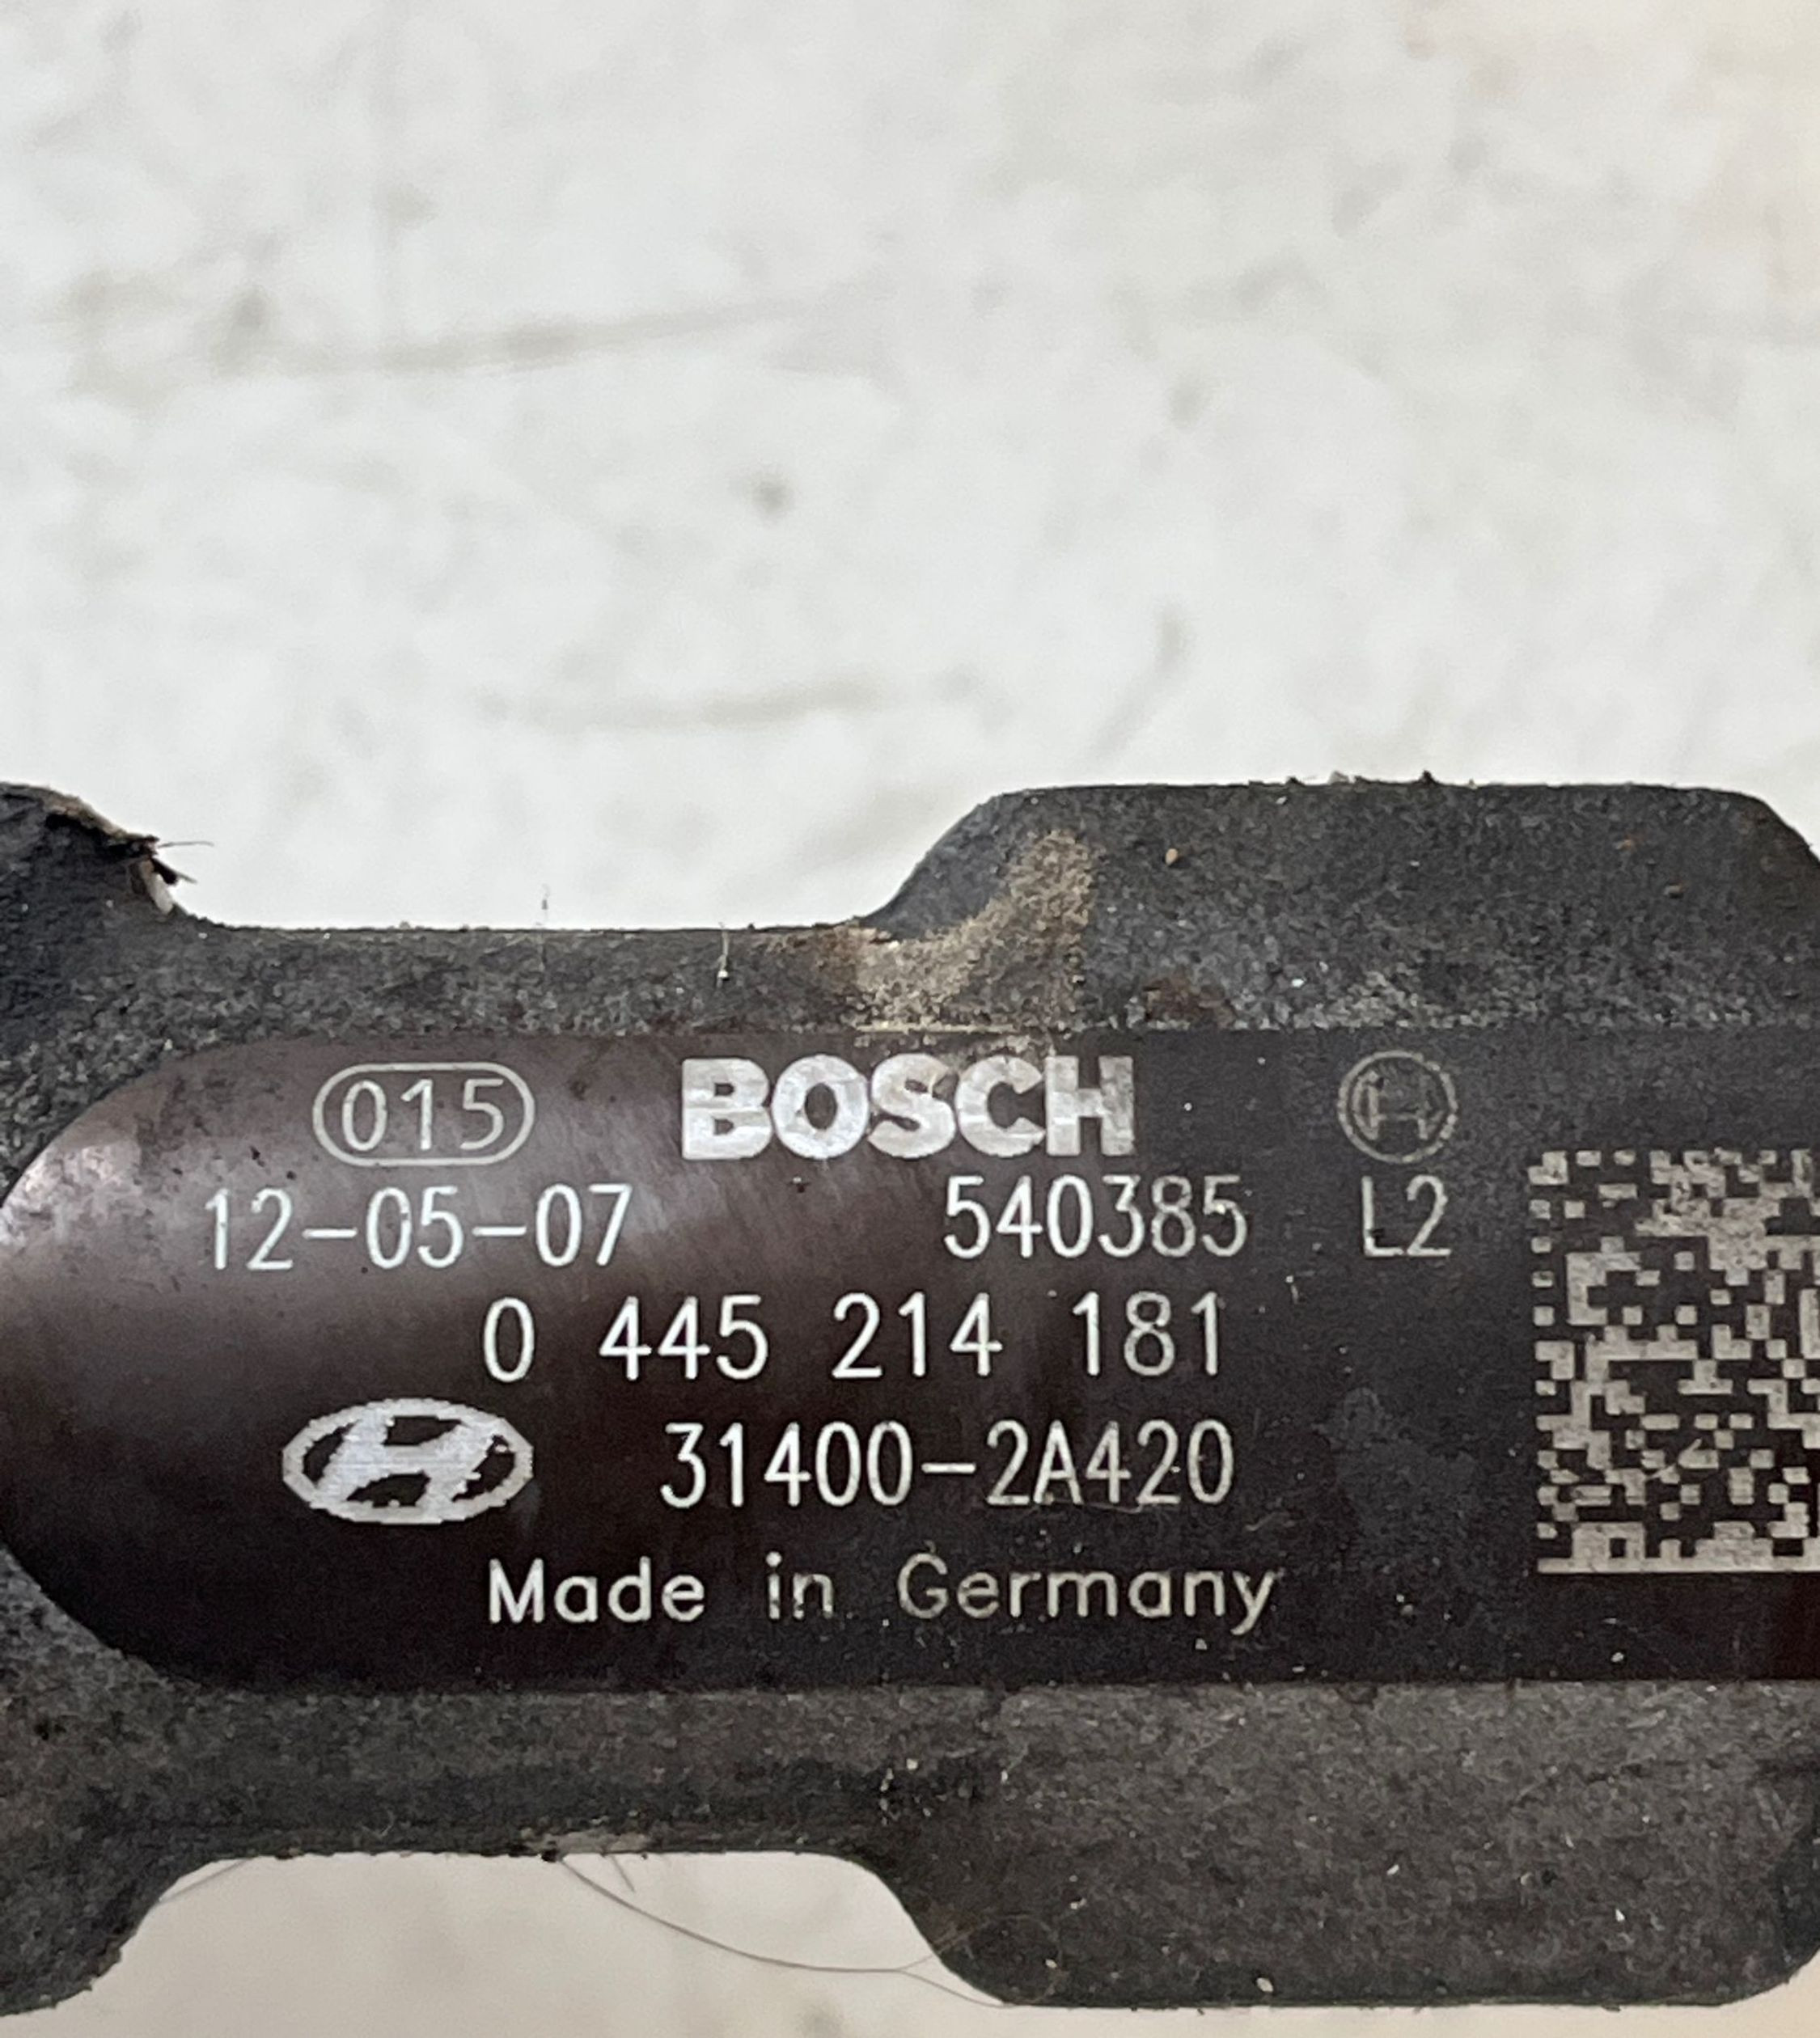 015 BOSCH
12-05-07 540385 L2
0 445 214 181
31400-2A420
Made in Germany